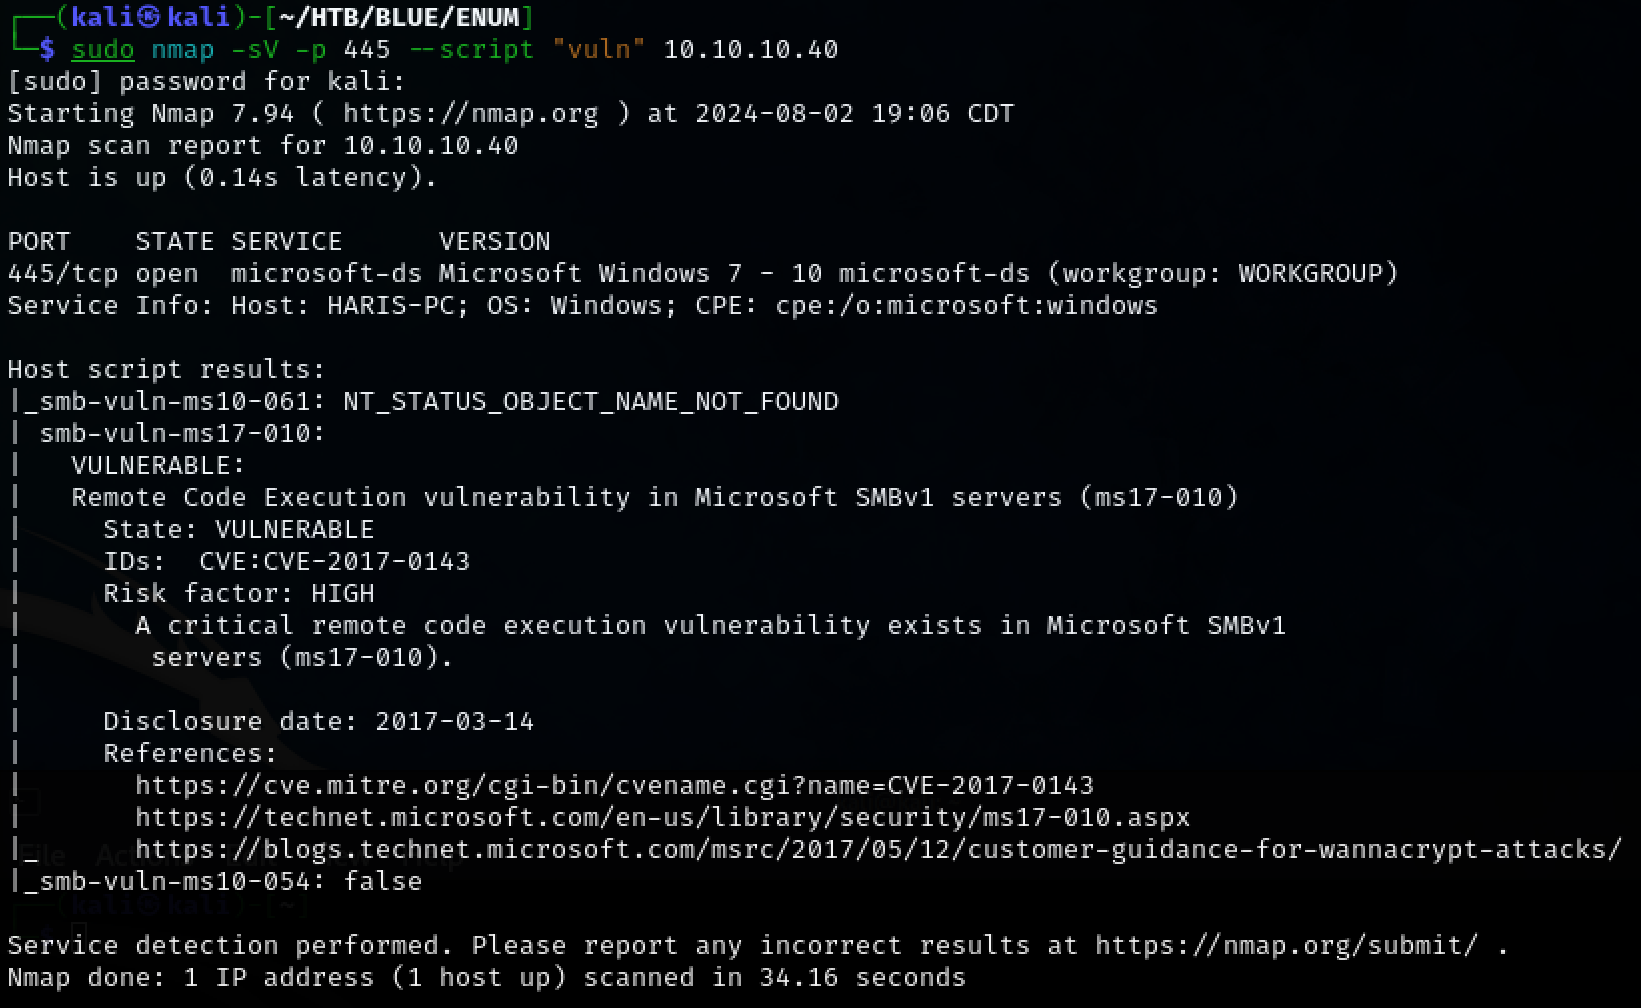 ┌──(kali㉿kali)-[~/HTB/BLUE/ENUM]
└─$ sudo nmap -sV -p 445 --script "vuln" 10.10.10.40
[sudo] password for kali:
Starting Nmap 7.94 ( https://nmap.org ) at 2024-08-02 19:06 CDT
Nmap scan report for 10.10.10.40
Host is up (0.14s latency).
PORT    STATE SERVICE      VERSION
445/tcp open  microsoft-ds Microsoft Windows 7 - 10 microsoft-ds (workgroup: WORKGROUP)
Service Info: Host: HARIS-PC; OS: Windows; CPE: cpe:/o:microsoft:windows
Host script results:
|_smb-vuln-ms10-061: NT_STATUS_OBJECT_NAME_NOT_FOUND
| smb-vuln-ms17-010:
|   VULNERABLE:
|   Remote Code Execution vulnerability in Microsoft SMBv1 servers (ms17-010)
|     State: VULNERABLE
|     IDs:  CVE:CVE-2017-0143
|     Risk factor: HIGH
|       A critical remote code execution vulnerability exists in Microsoft SMBv1
|        servers (ms17-010).
|
|     Disclosure date: 2017-03-14
|     References:
|       https://cve.mitre.org/cgi-bin/cvename.cgi?name=CVE-2017-0143
|       https://technet.microsoft.com/en-us/library/security/ms17-010.aspx
|_      https://blogs.technet.microsoft.com/msrc/2017/05/12/customer-guidance-for-wannacrypt-attacks/
|_smb-vuln-ms10-054: false
┌──(kali㉿kali)-[~]
Service detection performed. Please report any incorrect results at https://nmap.org/submit/ .
Nmap done: 1 IP address (1 host up) scanned in 34.16 seconds